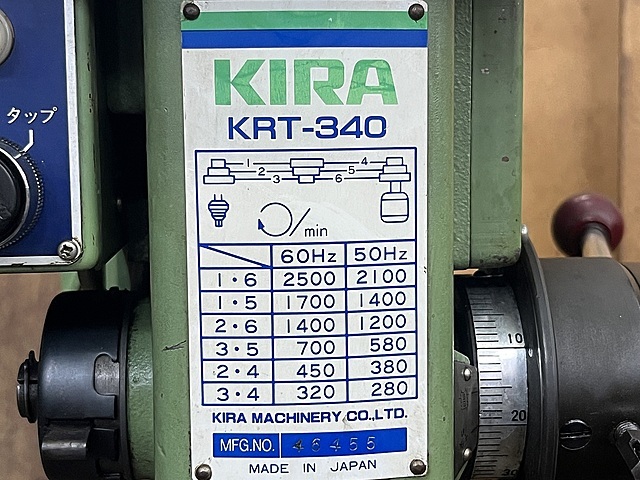 タップ
KIRA
KRT-340
1 4
2 5
3 6
/min
60Hz 50Hz
1・6 2500 2100
1・5 1700 1400
2・6 1400 1200
3・5 700 580
2・4 450 380
3・4 320 280
KIRA MACHINERY.CO.,LTD.
MFG.NO. 46455
MADE IN JAPAN
10
20
30